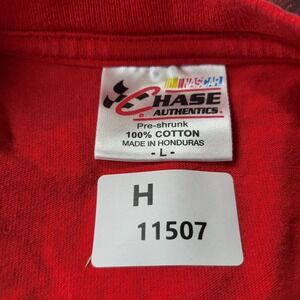 NASCAR
CHASE
AUTHENTICS
Pre-shrunk
100% COTTON
MADE IN HONDURAS
- L -
H
11507